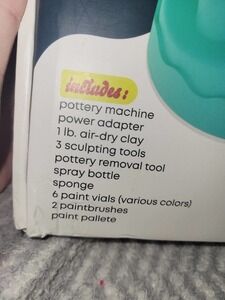 includes:
pottery machine
power adapter
1 lb. air-dry clay
3 sculpting tools
pottery removal tool
spray bottle
sponge
6 paint vials (various colors)
2 paintbrushes
paint pallete